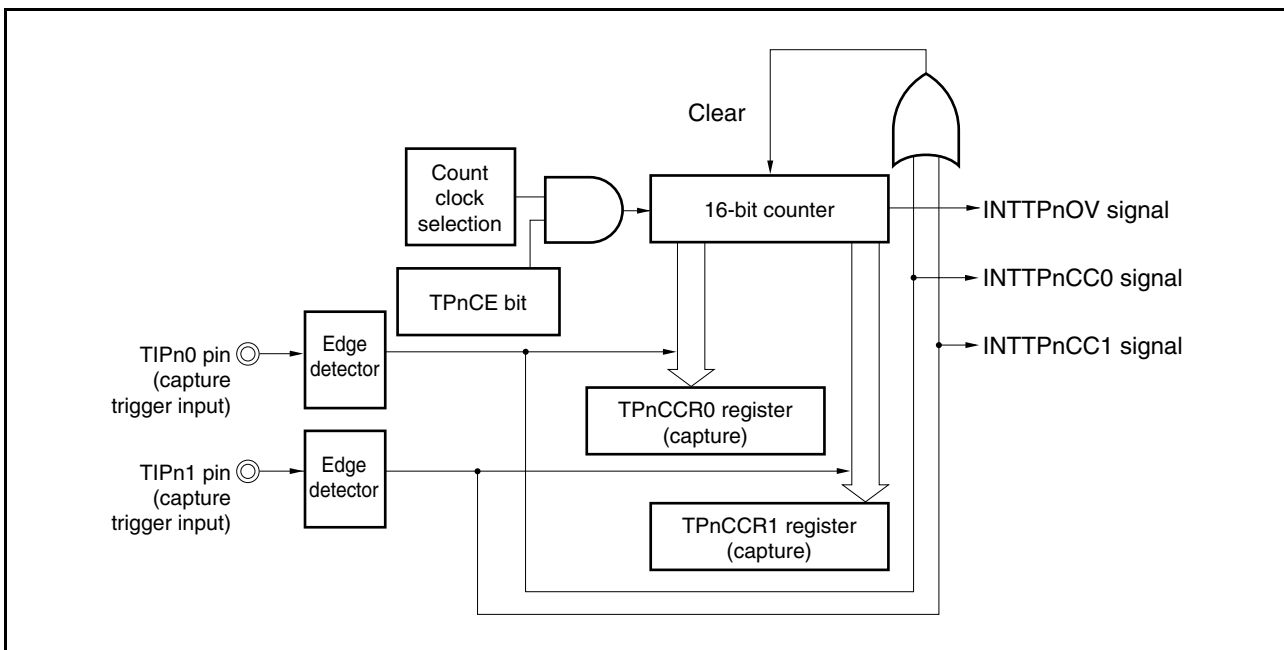 Clear
Count
clock
selection
16-bit counter
INTTPnOV signal
TPnCE bit
INTTPnCC0 signal
TIPn0 pin
(capture
trigger input)
Edge
detector
INTTPnCC1 signal
TPnCCR0 register
(capture)
TIPn1 pin
(capture
trigger input)
Edge
detector
TPnCCR1 register
(capture)